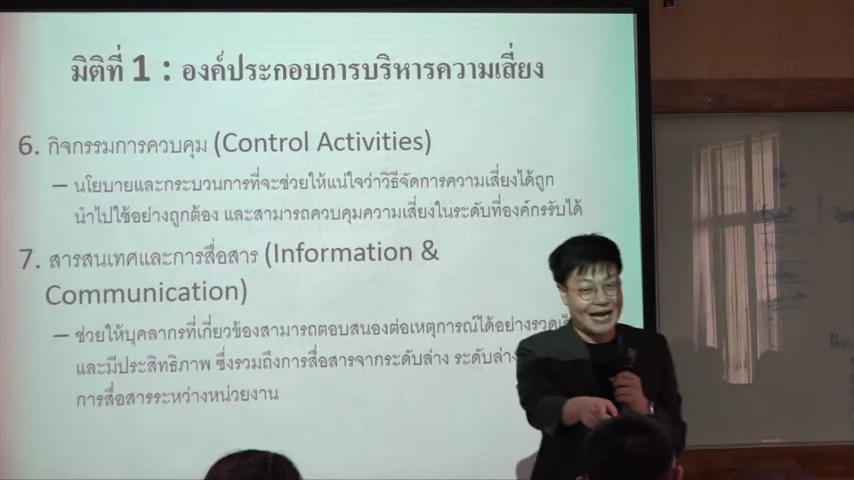 มิติที่ 1 : องค์ประกอบการบริหารความเสี่ยง
6. กิจกรรมการควบคุม (Control Activities)
– นโยบายและกระบวนการที่จะช่วยให้แน่ใจว่าวิธีจัดการความเสี่ยงได้ถูก
นำไปใช้อย่างถูกต้อง และสามารถควบคุมความเสี่ยงในระดับที่องค์กรรับได้
7. สารสนเทศและการสื่อสาร (Information &
Communication)
– ช่วยให้บุคลากรที่เกี่ยวข้องสามารถตอบสนองต่อเหตุการณ์ได้อย่าง
และมีประสิทธิภาพ ซึ่งรวมถึงการสื่อสารจากระดับล่าง ระดับล่าง
การสื่อสารระหว่างหน่วยงาน